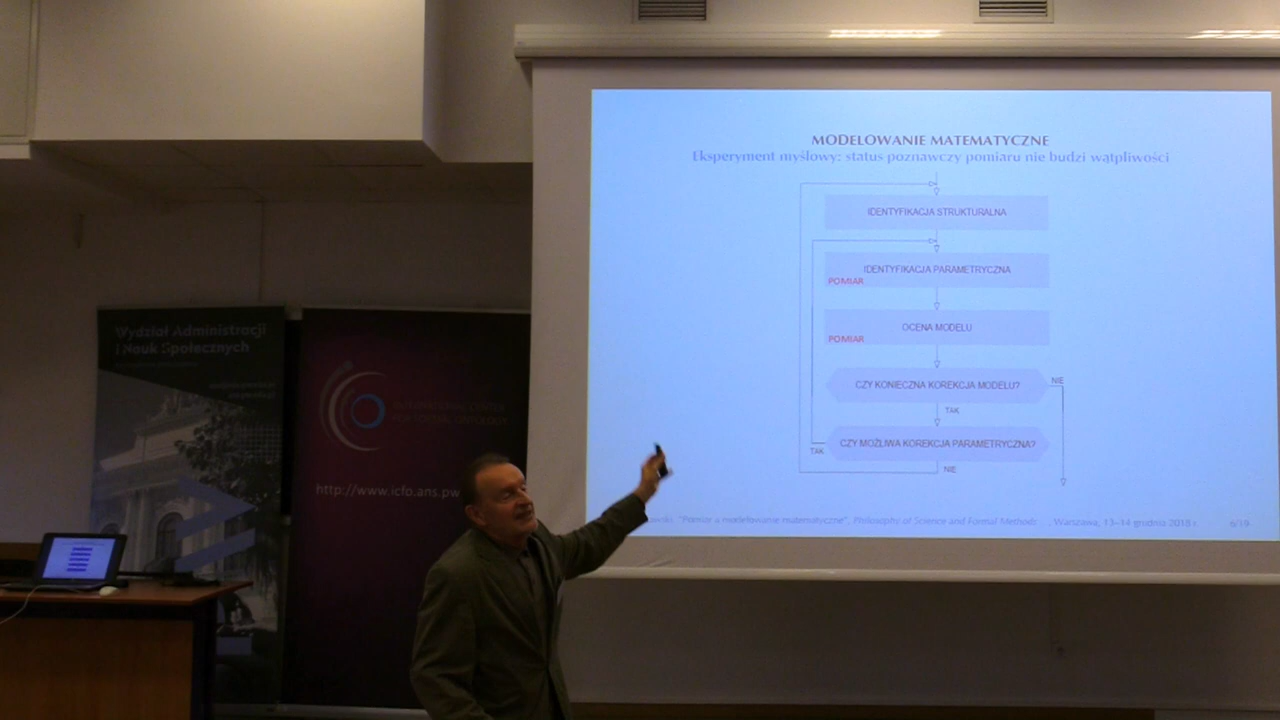 MODELOWANIE MATEMATYCZNE
Eksperyment myślowy: status poznawczy pomiaru nie budzi wątpliwości
IDENTYFIKACJA STRUKTURALNA
IDENTYFIKACJA PARAMETRYCZNA
POMIAR
OCENA MODELU
POMIAR
CZY KONIECZNA KOREKCJA MODELU?
NIE
TAK
CZY MOŻLIWA KOREKCJA PARAMETRYCZNA?
TAK
NIE
"Pomiar a modelowanie matematyczne", Philosophy of Science and Formal Methods Warszawa, 13–14 grudnia 2018 r. 6/19
Wydział Administracji
i Nauk Społecznych
http://www.icfo.ans.pw